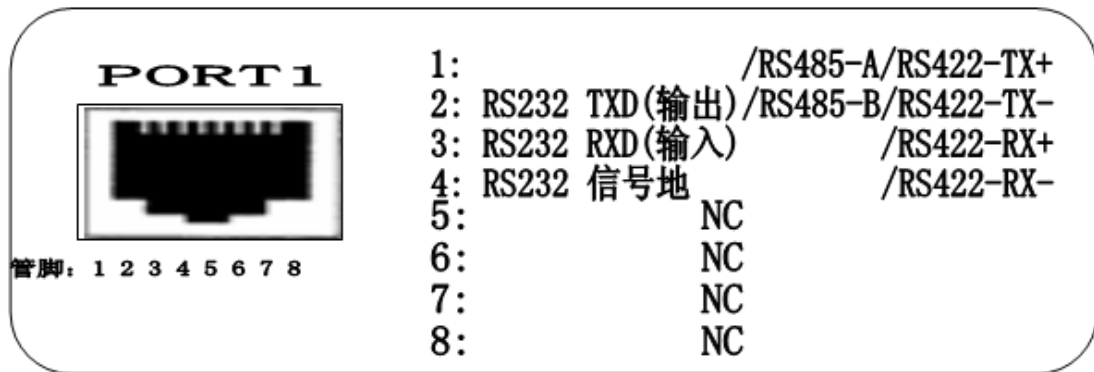 PORT1
管脚: 1 2 3 4 5 6 7 8
1: /RS485-A/RS422-TX+
2: RS232 TXD(输出)/RS485-B/RS422-TX-
3: RS232 RXD(输入) /RS422-RX+
4: RS232 信号地 /RS422-RX-
5: NC
6: NC
7: NC
8: NC